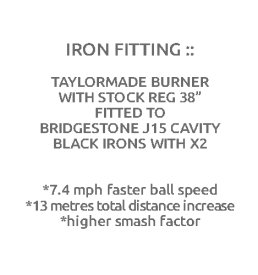 IRON FITTING ::
TAYLORMADE BURNER
WITH STOCK REG 38”
FITTED TO
BRIDGESTONE J15 CAVITY
BLACK IRONS WITH X2
*7.4 mph faster ball speed
*13 metres total distance increase
*higher smash factor